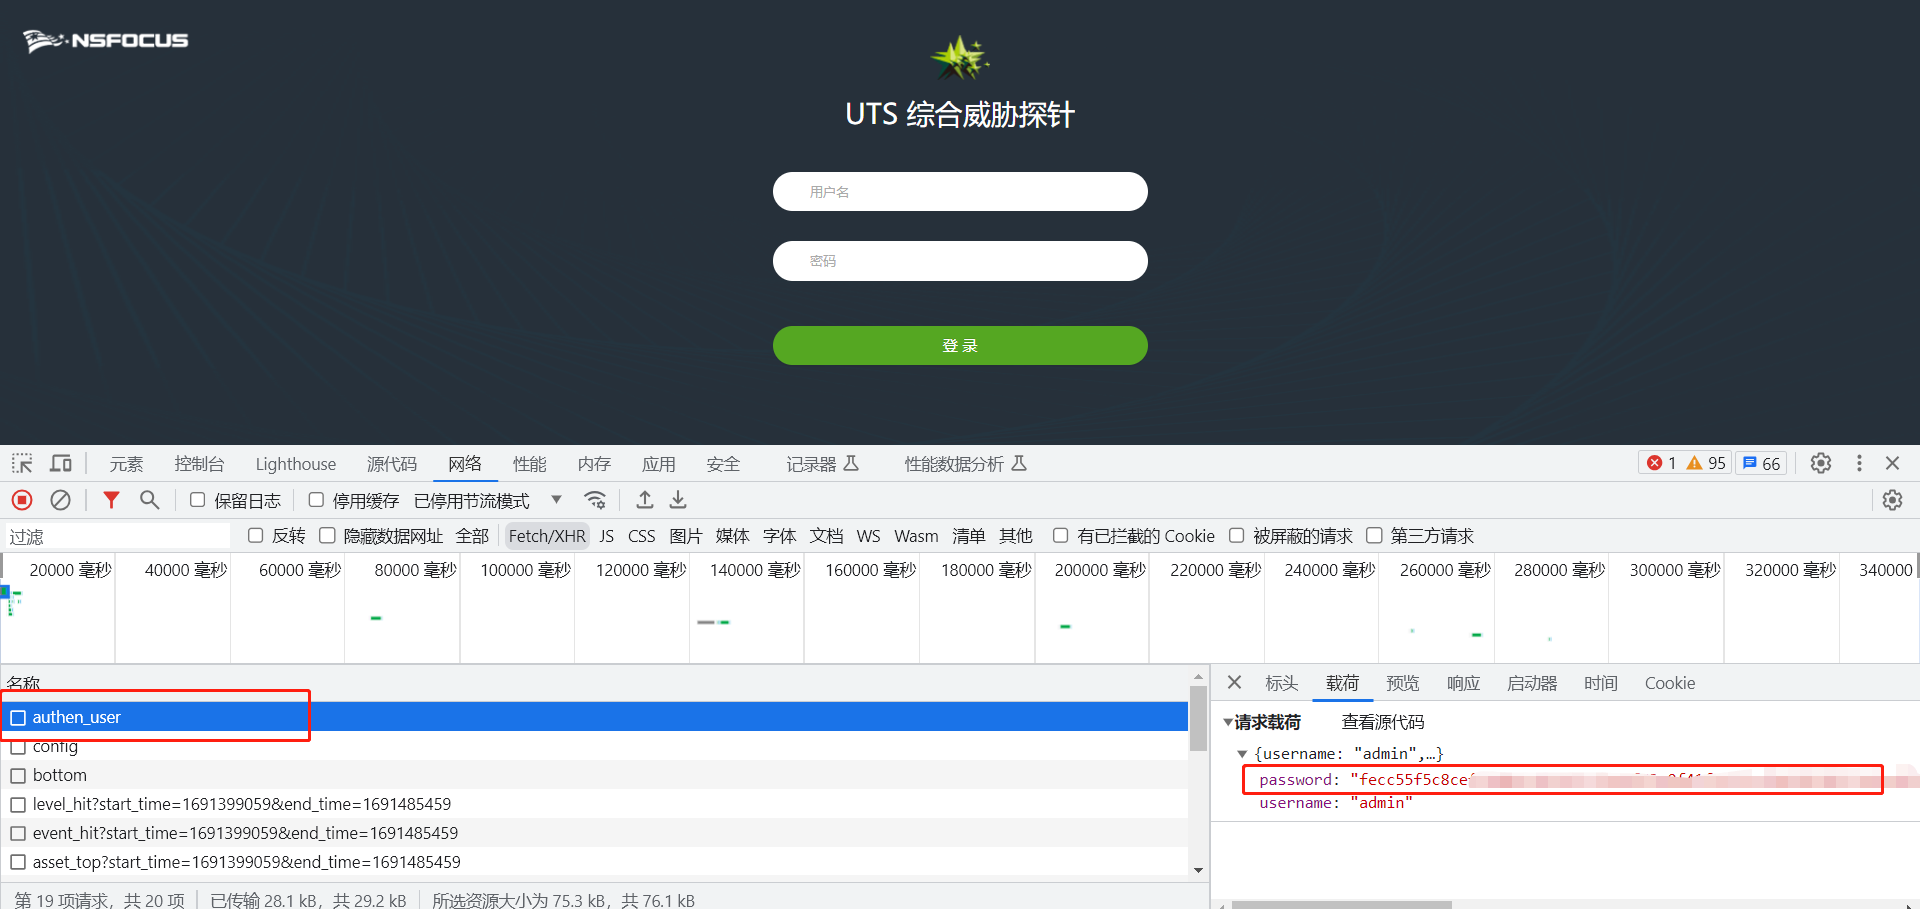 NSFOCUS
UTS 综合威胁探针
用户名
密码
登 录
元素 控制台 Lighthouse 源代码 网络 性能 内存 应用 安全 记录器 性能数据分析 1 95 66
保留日志 停用缓存 已停用节流模式
过滤 反转 隐藏数据网址 全部 Fetch/XHR JS CSS 图片 媒体 字体 文档 WS Wasm 清单 其他 有已拦截的 Cookie 被屏蔽的请求 第三方请求
20000 毫秒 40000 毫秒 60000 毫秒 80000 毫秒 100000 毫秒 120000 毫秒 140000 毫秒 160000 毫秒 180000 毫秒 200000 毫秒 220000 毫秒 240000 毫秒 260000 毫秒 280000 毫秒 300000 毫秒 320000 毫秒 340000
名称
authen_user
config
bottom
level_hit?start_time=1691399059&end_time=1691485459
event_hit?start_time=1691399059&end_time=1691485459
asset_top?start_time=1691399059&end_time=1691485459
第 19 项请求，共 20 项 已传输 28.1 kB，共 29.2 kB 所选资源大小为 75.3 kB，共 76.1 kB
标头 载荷 预览 响应 启动器 时间 Cookie
请求载荷 查看源代码
{username: "admin",…}
password: "fecc55f5c8ce
username: "admin"